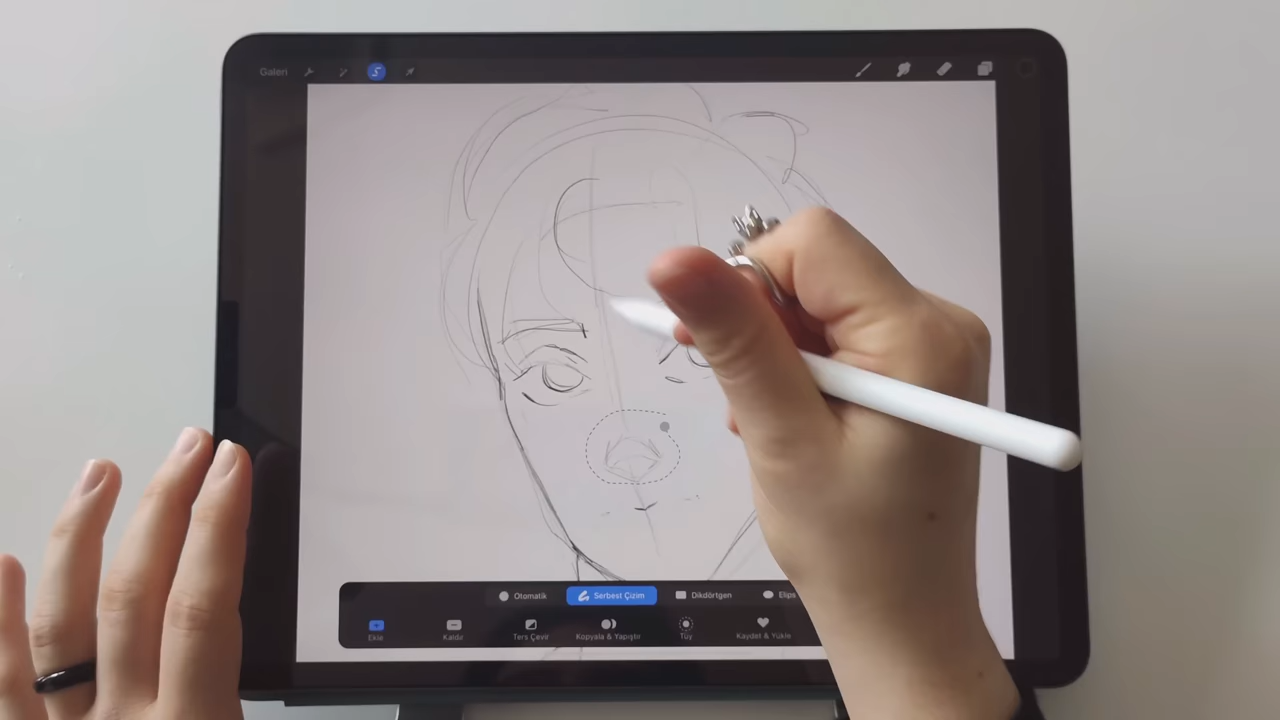 Galeri
Otomatik Serbest Çizim Dikdörtgen Elips
Ekle Kaldır Ters Çevir Kopyala & Yapıştır Tüy Kaydet & Yükle